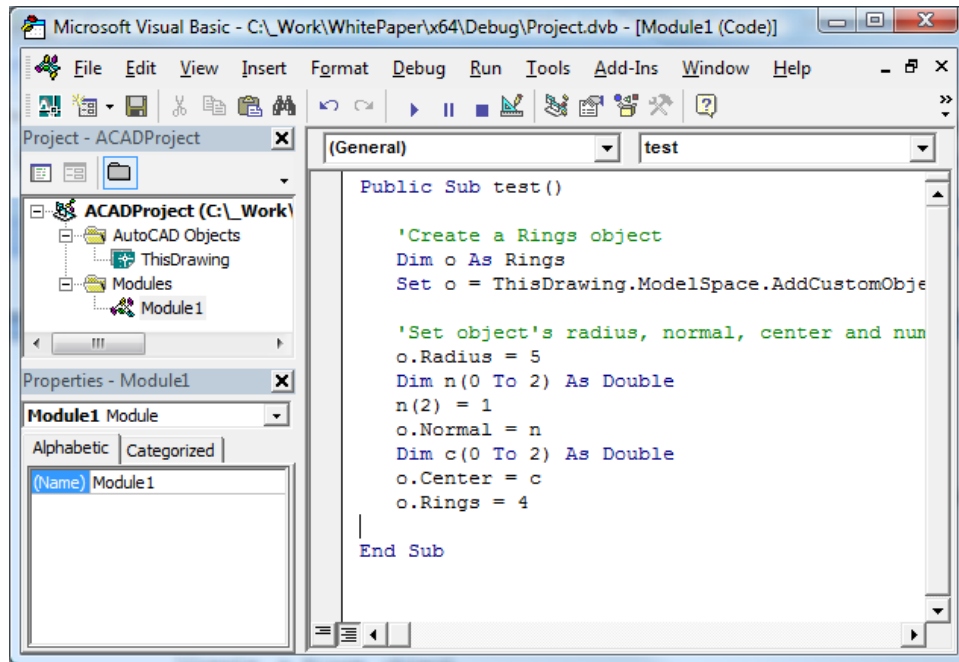 Microsoft Visual Basic - C:\_Work\WhitePaper\x64\Debug\Project.dvb - [Module1 (Code)]
File Edit View Insert Format Debug Run Tools Add-Ins Window Help
Project - ACADProject
ACADProject (C:\_Work\
AutoCAD Objects
ThisDrawing
Modules
Module1
Properties - Module1
Module1 Module
Alphabetic Categorized
(Name) Module1
(General) test
Public Sub test()
'Create a Rings object
Dim o As Rings
Set o = ThisDrawing.ModelSpace.AddCustomObje
'Set object's radius, normal, center and num
o.Radius = 5
Dim n(0 To 2) As Double
n(2) = 1
o.Normal = n
Dim c(0 To 2) As Double
o.Center = c
o.Rings = 4
End Sub